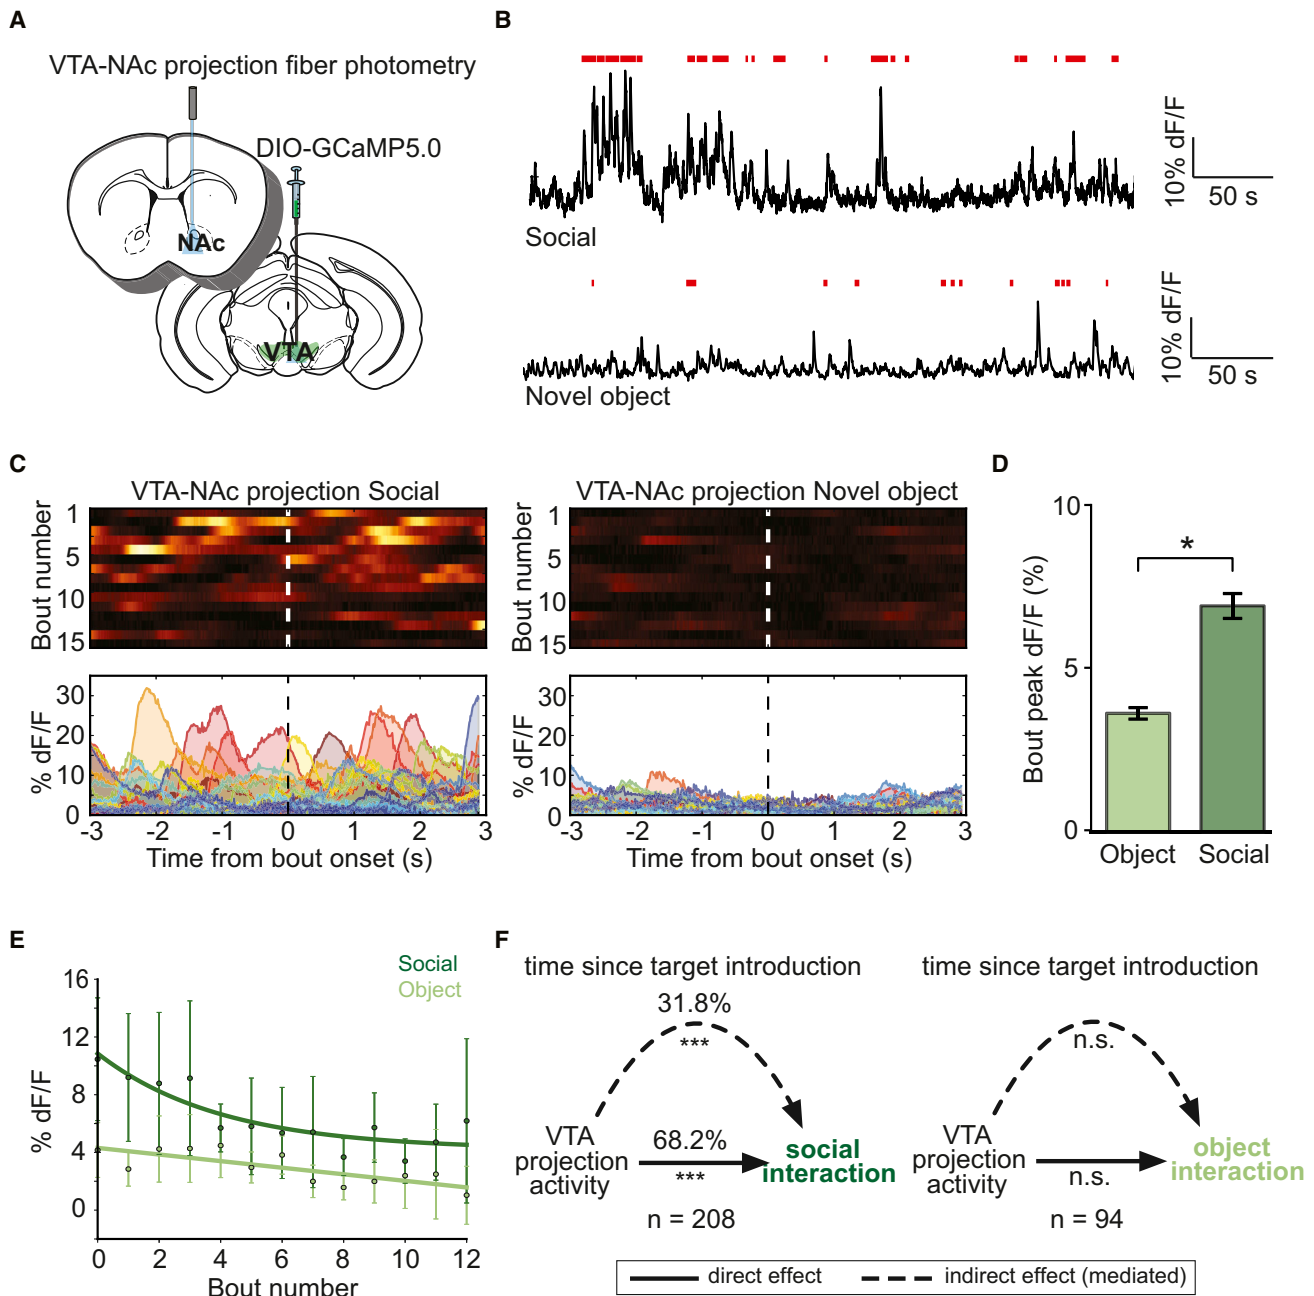 A
VTA-NAc projection fiber photometry
DIO-GCaMP5.0
NAc
VTA
B
10% dF/F
50 s
Social
10% dF/F
50 s
Novel object
C
VTA-NAc projection Social
Bout number
1
5
10
15
% dF/F
30
20
10
0
-3 -2 -1 0 1 2 3
Time from bout onset (s)
VTA-NAc projection Novel object
Bout number
1
5
10
15
% dF/F
30
20
10
0
-3 -2 -1 0 1 2 3
Time from bout onset (s)
D
Bout peak dF/F (%)
10
5
0
*
Object Social
E
Social
Object
% dF/F
16
12
8
4
0
0 2 4 6 8 10 12
Bout number
F
time since target introduction
31.8%
***
VTA
projection
activity
68.2%
***
social
interaction
n = 208
time since target introduction
n.s.
VTA
projection
activity
n.s.
object
interaction
n = 94
direct effect
indirect effect (mediated)